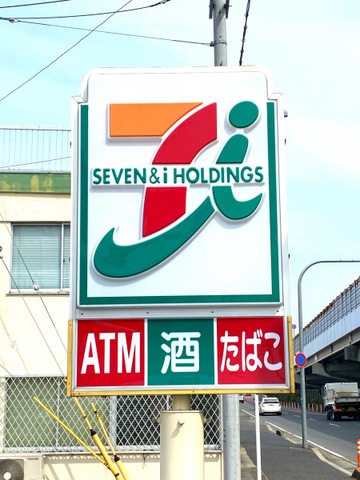 SEVEN & i HOLDINGS
ATM 酒 たばこ